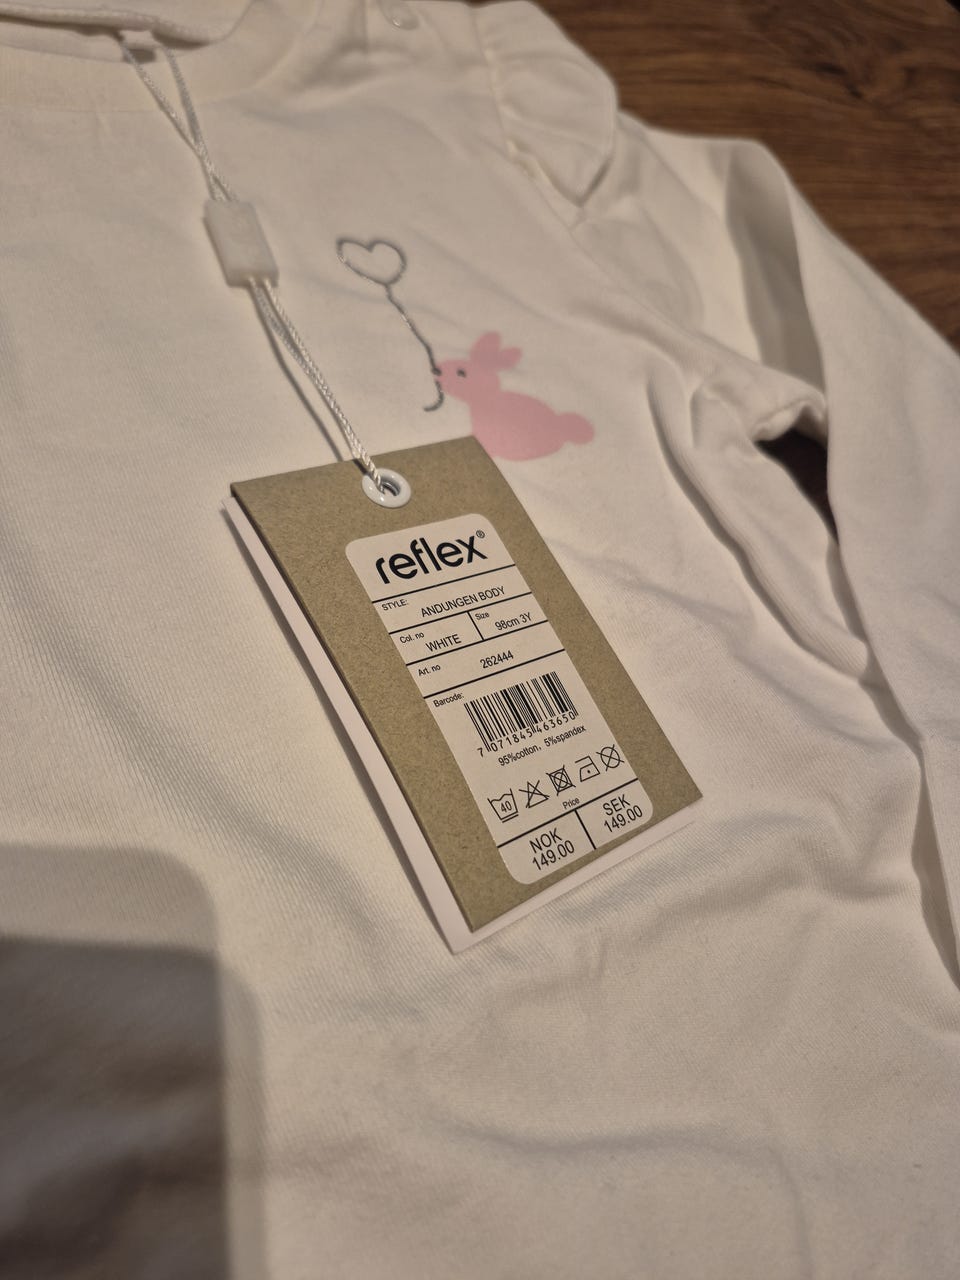 reflex®
STYLE: ANDUNGEN BODY
Col. no WHITE Size 98cm 3Y
Art. no 262444
Barcode:
7 071845 463650
95%cotton, 5%spandex
40
Price
NOK SEK
149.00 149.00